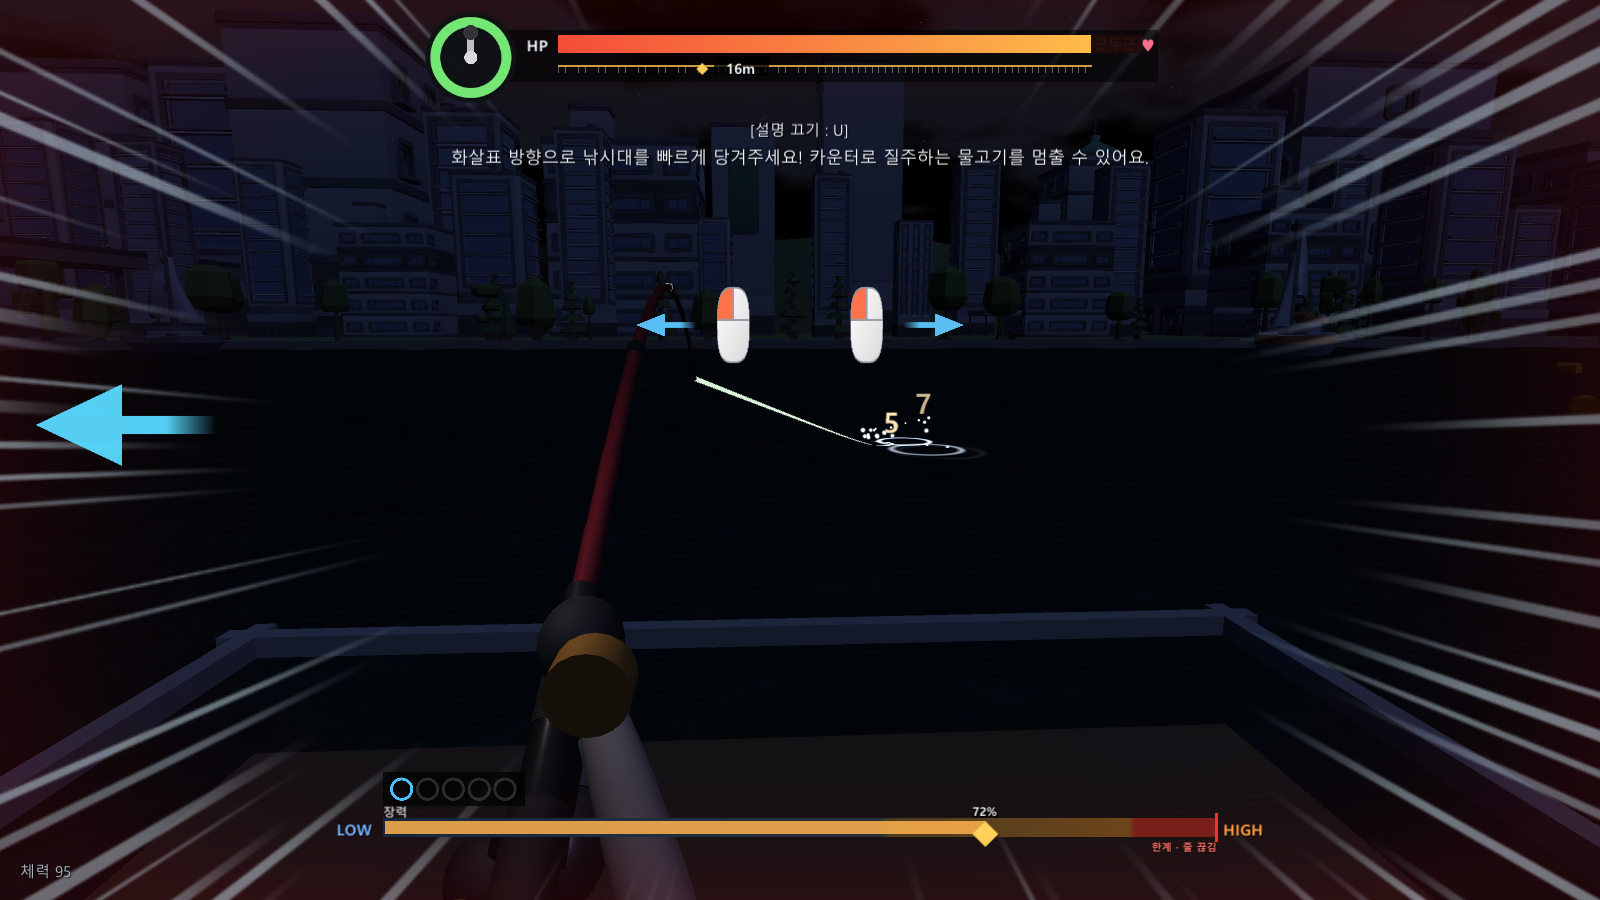 HP
16m
[설명 끄기 : U]
화살표 방향으로 낚시대를 빠르게 당겨주세요! 카운터로 질주하는 물고기를 멈출 수 있어요.
7
5
장력
72%
LOW
HIGH
한계 · 줄 끊김
체력 95